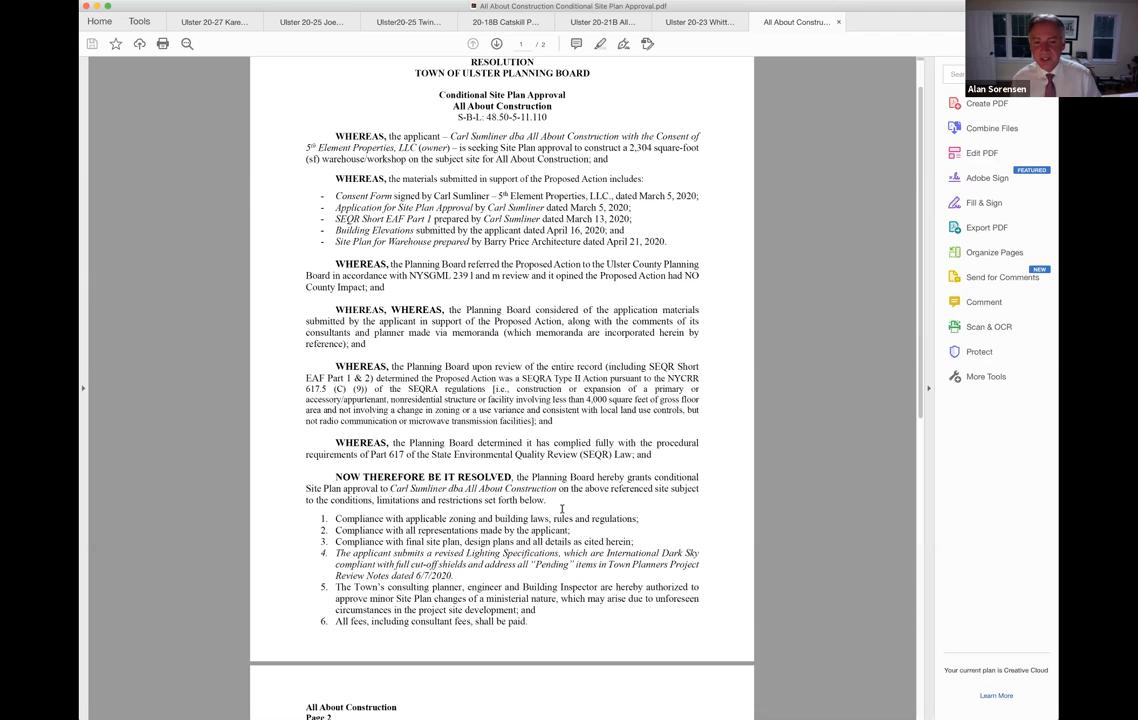 All About Construction Conditional Site Plan Approval.pdf
Home
Tools
Ulster 20-27 Kare...
Ulster 20-25 Joe...
Ulster20-25 Twin...
20-18B Catskill P...
Ulster 20-21B All...
Ulster 20-23 Whitt...
All About Constru...
×
1 / 2
RESOLUTION
TOWN OF ULSTER PLANNING BOARD
Conditional Site Plan Approval
All About Construction
S-B-L: 48.50-5-11.110
WHEREAS, the applicant – Carl Sumliner dba All About Construction with the Consent of
5th Element Properties, LLC (owner) – is seeking Site Plan approval to construct a 2,304 square-foot
(sf) warehouse/workshop on the subject site for All About Construction; and
WHEREAS, the materials submitted in support of the Proposed Action includes:
- Consent Form signed by Carl Sumliner – 5th Element Properties, LLC., dated March 5, 2020;
- Application for Site Plan Approval by Carl Sumliner dated March 5, 2020;
- SEQR Short EAF Part 1 prepared by Carl Sumliner dated March 13, 2020;
- Building Elevations submitted by the applicant dated April 16, 2020; and
- Site Plan for Warehouse prepared by Barry Price Architecture dated April 21, 2020.
WHEREAS, the Planning Board referred the Proposed Action to the Ulster County Planning
Board in accordance with NYSGML 239 l and m review and it opined the Proposed Action had NO
County Impact; and
WHEREAS, WHEREAS, the Planning Board considered of the application materials
submitted by the applicant in support of the Proposed Action, along with the comments of its
consultants and planner made via memoranda (which memoranda are incorporated herein by
reference); and
WHEREAS, the Planning Board upon review of the entire record (including SEQR Short
EAF Part 1 & 2) determined the Proposed Action was a SEQRA Type II Action pursuant to the NYCRR
617.5 (C) (9)) of the SEQRA regulations [i.e., construction or expansion of a primary or
accessory/appurtenant, nonresidential structure or facility involving less than 4,000 square feet of gross floor
area and not involving a change in zoning or a use variance and consistent with local land use controls, but
not radio communication or microwave transmission facilities]; and
WHEREAS, the Planning Board determined it has complied fully with the procedural
requirements of Part 617 of the State Environmental Quality Review (SEQR) Law; and
NOW THEREFORE BE IT RESOLVED, the Planning Board hereby grants conditional
Site Plan approval to Carl Sumliner dba All About Construction on the above referenced site subject
to the conditions, limitations and restrictions set forth below.
1. Compliance with applicable zoning and building laws, rules and regulations;
2. Compliance with all representations made by the applicant;
3. Compliance with final site plan, design plans and all details as cited herein;
4. The applicant submits a revised Lighting Specifications, which are International Dark Sky
compliant with full cut-off shields and address all “Pending” items in Town Planners Project
Review Notes dated 6/7/2020.
5. The Town's consulting planner, engineer and Building Inspector are hereby authorized to
approve minor Site Plan changes of a ministerial nature, which may arise due to unforeseen
circumstances in the project site development; and
6. All fees, including consultant fees, shall be paid.
All About Construction
Page 2
Alan Sorensen
Create PDF
Combine Files
Edit PDF
FEATURED
Adobe Sign
Fill & Sign
Export PDF
Organize Pages
NEW
Send for Comments
Comment
Scan & OCR
Protect
More Tools
Your current plan is Creative Cloud
Learn More